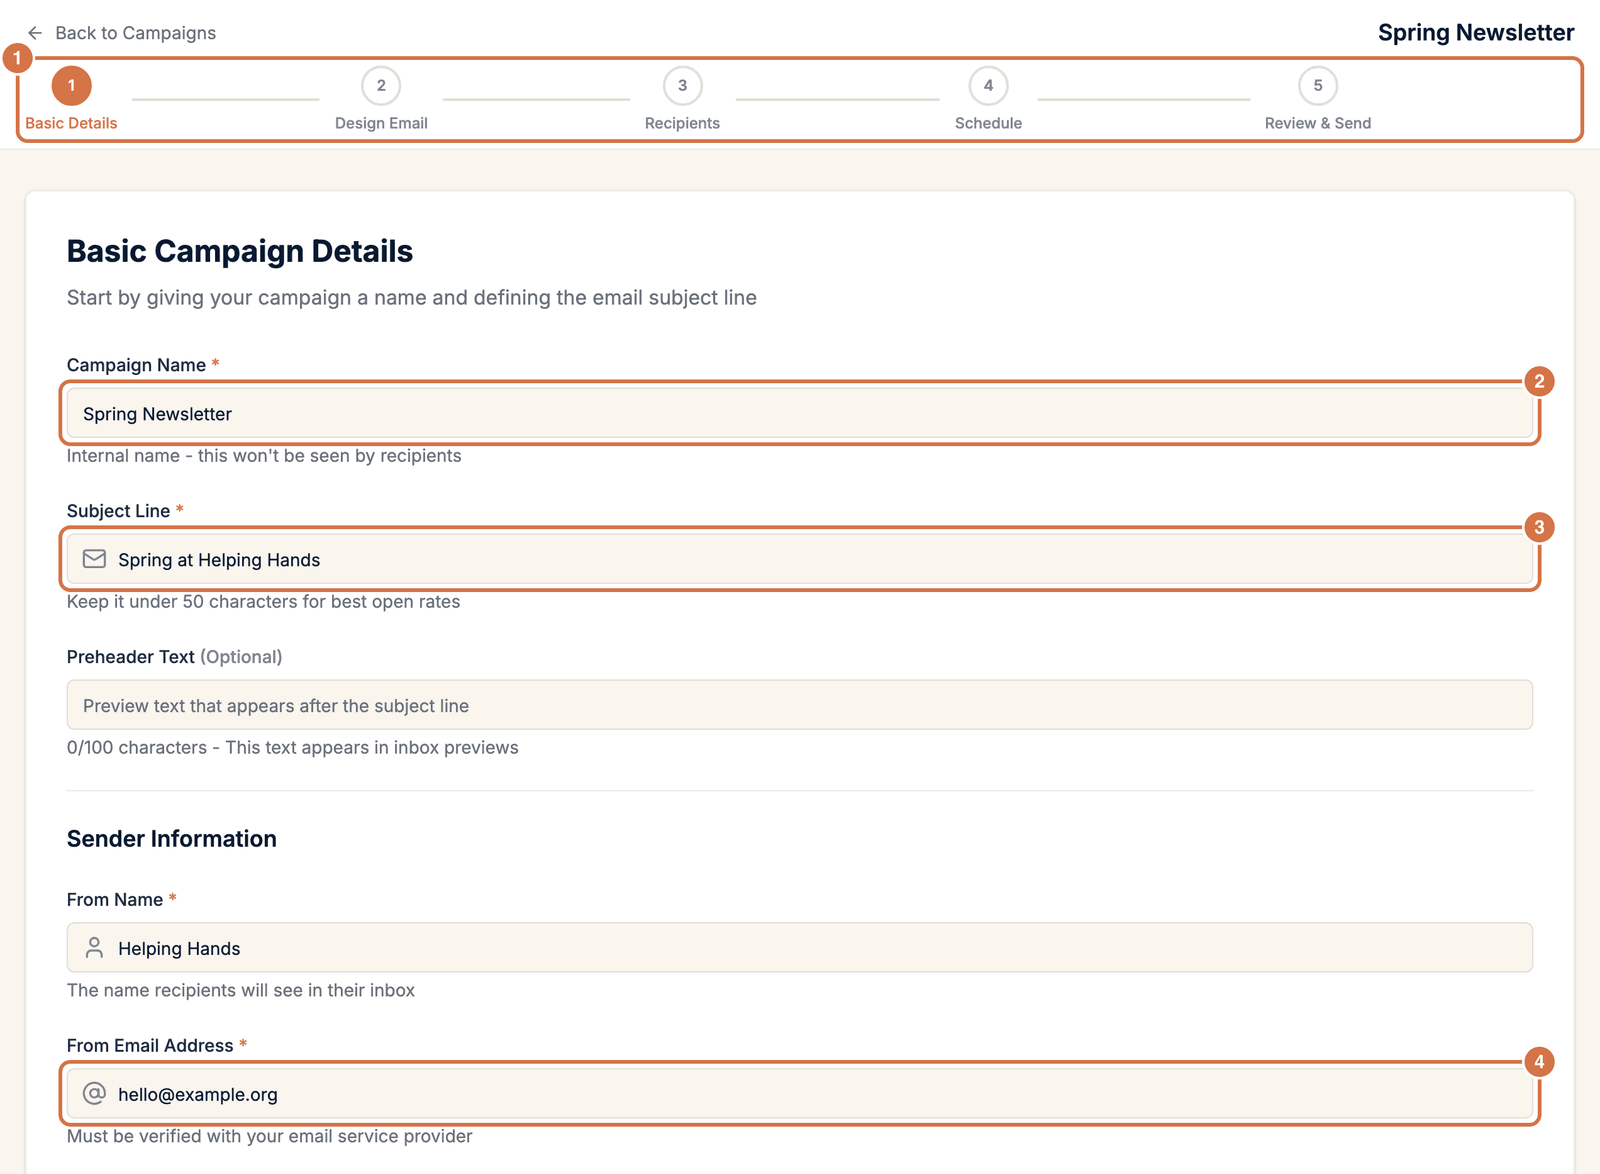 Back to Campaigns
Spring Newsletter
1
1
2
3
4
5
Basic Details
Design Email
Recipients
Schedule
Review & Send
Basic Campaign Details
Start by giving your campaign a name and defining the email subject line
Campaign Name *
2
Spring Newsletter
Internal name - this won't be seen by recipients
Subject Line *
3
Spring at Helping Hands
Keep it under 50 characters for best open rates
Preheader Text (Optional)
Preview text that appears after the subject line
0/100 characters - This text appears in inbox previews
Sender Information
From Name *
Helping Hands
The name recipients will see in their inbox
From Email Address *
4
hello@example.org
Must be verified with your email service provider